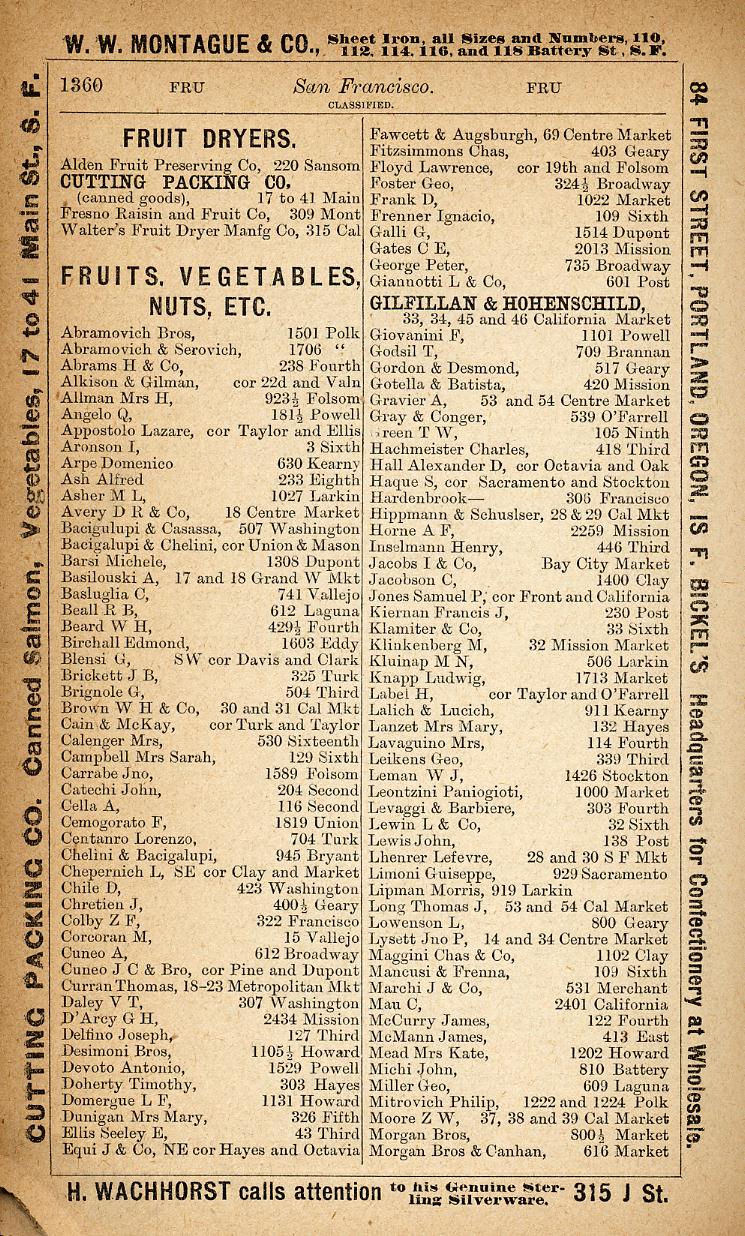 W. W. MONTAGUE & CO., Sheet Iron, all Sizes and Numbers, 110, 112, 114, 116, and 118 Battery St., S. F.
1360 FRU San Francisco. FRU
CLASSIFIED.
FRUIT DRYERS.
Alden Fruit Preserving Co, 220 Sansom
CUTTING PACKING CO.
(canned goods), 17 to 41 Main
Fresno Raisin and Fruit Co, 309 Mont
Walter's Fruit Dryer Manfg Co, 315 Cal
FRUITS, VEGETABLES,
NUTS, ETC.
Abramovich Bros, 1501 Polk
Abramovich & Serovich, 1706 “
Abrams H & Co, 238 Fourth
Alkison & Gilman, cor 22d and Valn
Allman Mrs H, 923½ Folsom
Angelo Q, 181½ Powell
Appostolo Lazare, cor Taylor and Ellis
Aronson I, 3 Sixth
Arpe Domenico 630 Kearny
Ash Alfred 233 Eighth
Asher M L, 1027 Larkin
Avery D R & Co, 18 Centre Market
Bacigulupi & Casassa, 507 Washington
Bacigalupi & Chelini, cor Union & Mason
Barsi Michele, 1308 Dupont
Basilouski A, 17 and 18 Grand W Mkt
Basluglia C, 741 Vallejo
Beall R B, 612 Laguna
Beard W H, 429½ Fourth
Birchall Edmond, 1603 Eddy
Blensi G, SW cor Davis and Clark
Brickett J B, 325 Turk
Brignole G, 504 Third
Brown W H & Co, 30 and 31 Cal Mkt
Cain & McKay, cor Turk and Taylor
Calenger Mrs, 530 Sixteenth
Campbell Mrs Sarah, 129 Sixth
Carrabe Jno, 1589 Folsom
Catechi John, 204 Second
Cella A, 116 Second
Cemogorato F, 1819 Union
Centanro Lorenzo, 704 Turk
Chelini & Bacigalupi, 945 Bryant
Chepernich L, SE cor Clay and Market
Chile D, 423 Washington
Chretien J, 400½ Geary
Colby Z F, 322 Francisco
Corcoran M, 15 Vallejo
Cuneo A, 612 Broadway
Cuneo J C & Bro, cor Pine and Dupont
Curran Thomas, 18-23 Metropolitan Mkt
Daley V T, 307 Washington
D'Arcy G H, 2434 Mission
Delfino Joseph, 127 Third
Desimoni Bros, 1105½ Howard
Devoto Antonio, 1529 Powell
Doherty Timothy, 303 Hayes
Domergue L F, 1131 Howard
Dunigan Mrs Mary, 326 Fifth
Ellis Seeley E, 43 Third
Equi J & Co, NE cor Hayes and Octavia
Fawcett & Augsburgh, 69 Centre Market
Fitzsimmons Chas, 403 Geary
Floyd Lawrence, cor 19th and Folsom
Foster Geo, 324½ Broadway
Frank D, 1022 Market
Frenner Ignacio, 109 Sixth
Galli G, 1514 Dupont
Gates C E, 2013 Mission
George Peter, 735 Broadway
Giannotti L & Co, 601 Post
GILFILLAN & HOHENSCHILD,
33, 34, 45 and 46 California Market
Giovanini F, 1101 Powell
Godsil T, 709 Brannan
Gordon & Desmond, 517 Geary
Gotella & Batista, 420 Mission
Gravier A, 53 and 54 Centre Market
Gray & Conger, 539 O'Farrell
reen T W, 105 Ninth
Hachmeister Charles, 418 Third
Hall Alexander D, cor Octavia and Oak
Haque S, cor Sacramento and Stockton
Hardenbrook— 306 Francisco
Hippmann & Schuslser, 28 & 29 Cal Mkt
Horne A F, 2259 Mission
Inselmann Henry, 446 Third
Jacobs I & Co, Bay City Market
Jacobson C, 1400 Clay
Jones Samuel P, cor Front and California
Kiernan Francis J, 230 Post
Klamiter & Co, 33 Sixth
Klinkenberg M, 32 Mission Market
Kluinap M N, 506 Larkin
Knapp Ludwig, 1713 Market
Label H, cor Taylor and O'Farrell
Lalich & Lucich, 911 Kearny
Lanzet Mrs Mary, 132 Hayes
Lavaguino Mrs, 114 Fourth
Leikens Geo, 339 Third
Leman W J, 1426 Stockton
Leontzini Paniogioti, 1000 Market
Levaggi & Barbiere, 303 Fourth
Lewin L & Co, 32 Sixth
Lewis John, 138 Post
Lhenrer Lefevre, 28 and 30 S F Mkt
Limoni Guiseppe, 929 Sacramento
Lipman Morris, 919 Larkin
Long Thomas J, 53 and 54 Cal Market
Lowenson L, 800 Geary
Lysett Jno P, 14 and 34 Centre Market
Maggini Chas & Co, 1102 Clay
Mancusi & Frenna, 109 Sixth
Marchi J & Co, 531 Merchant
Mau C, 2401 California
McCurry James, 122 Fourth
McMann James, 413 East
Mead Mrs Kate, 1202 Howard
Michi John, 810 Battery
Miller Geo, 609 Laguna
Mitrovich Philip, 1222 and 1224 Polk
Moore Z W, 37, 38 and 39 Cal Market
Morgan Bros, 800½ Market
Morgan Bros & Canhan, 616 Market
H. WACHHORST calls attention to his Genuine Sterling Silverware. 315 J St.
CUTTING PACKING CO. Canned Salmon, Vegetables, 17 to 41 Main St., S. F.
84 FIRST STREET, PORTLAND, OREGON, IS F. BICKEL'S Headquarters for Confectionery at Wholesale.